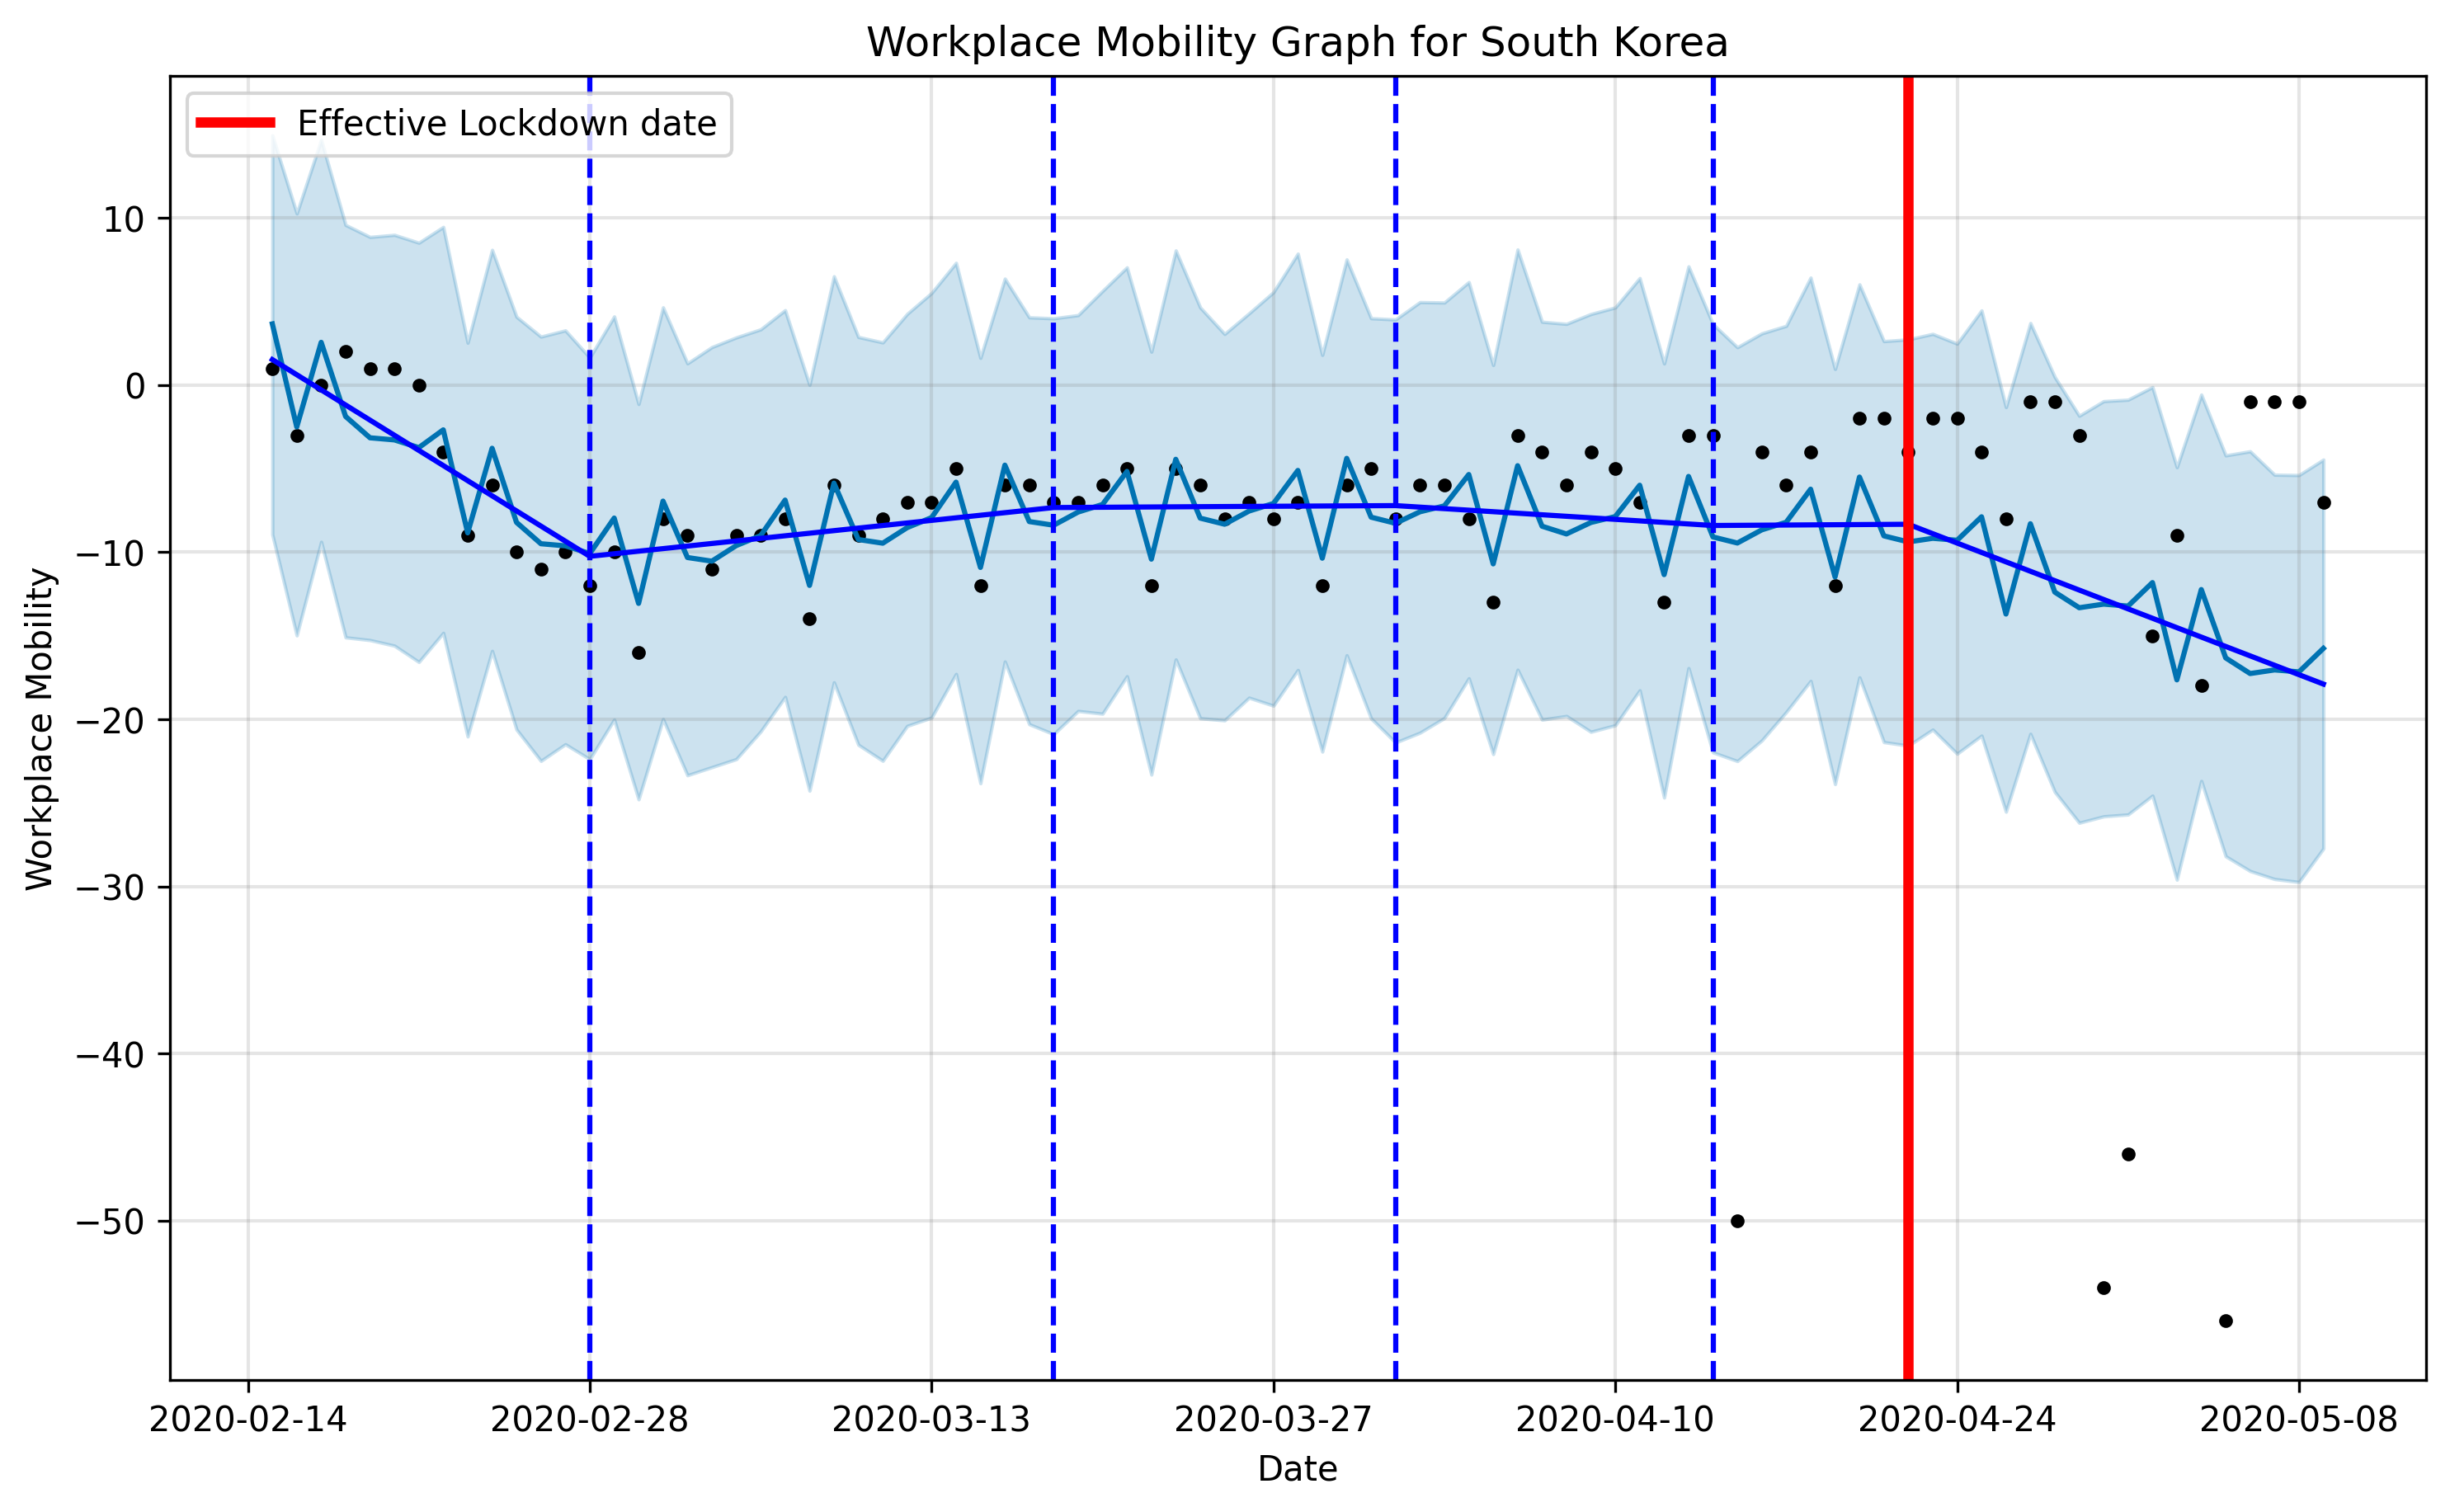 Workplace Mobility Graph for South Korea
Effective Lockdown date
10
0
−10
−20
−30
−40
−50
Workplace Mobility
2020-02-14 2020-02-28 2020-03-13 2020-03-27 2020-04-10 2020-04-24 2020-05-08
Date